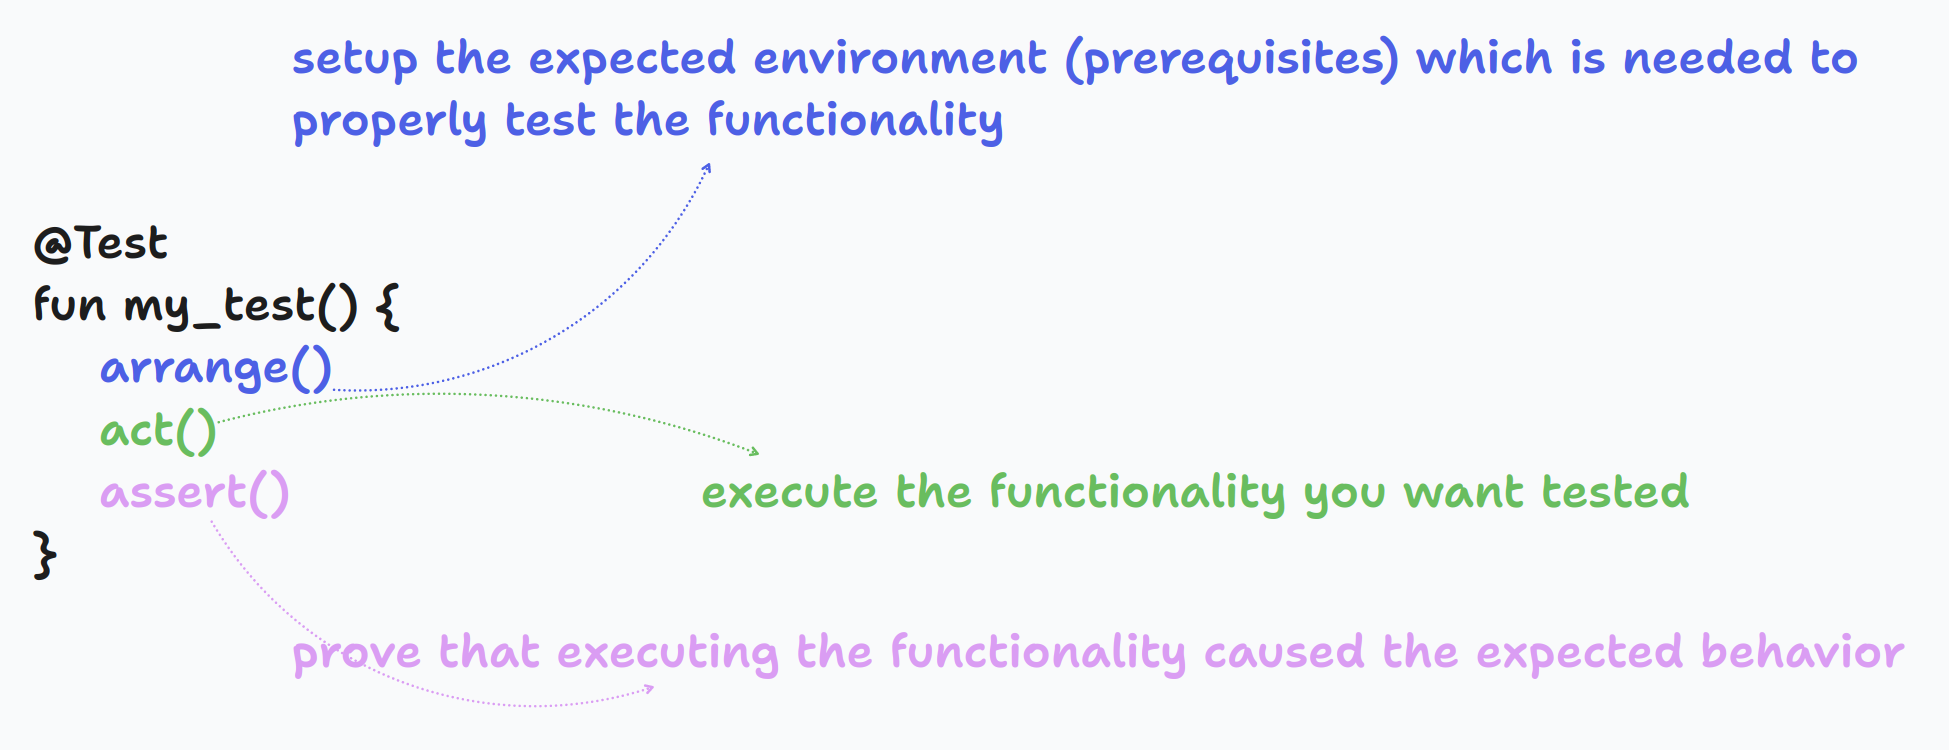 setup the expected environment (prerequisites) which is needed to
properly test the functionality
@Test
fun my_test() {
arrange()
act()
assert()
}
execute the functionality you want tested
prove that executing the functionality caused the expected behavior